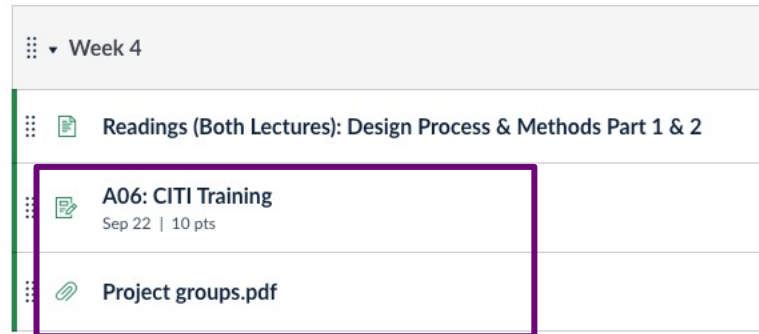 Week 4
Readings (Both Lectures): Design Process & Methods Part 1 & 2
A06: CITI Training
Sep 22 | 10 pts
Project groups.pdf